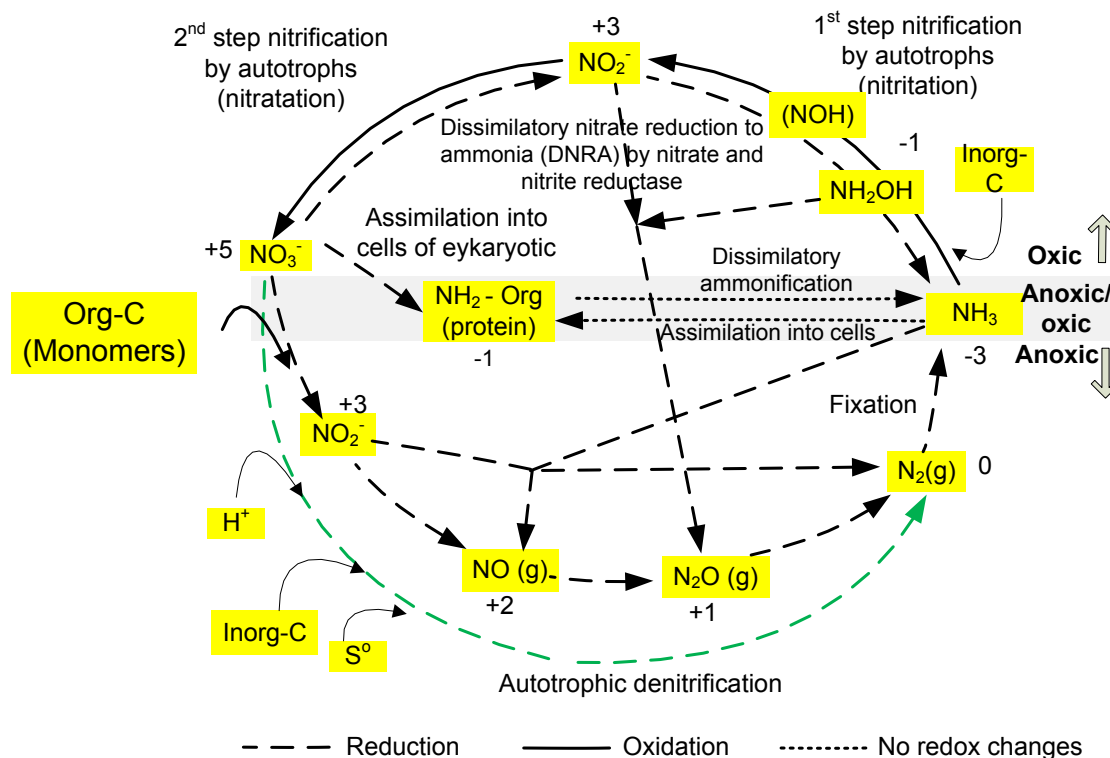 2nd step nitrification
by autotrophs
(nitratation)
+3
NO2-
1st step nitrification
by autotrophs
(nitritation)
(NOH)
-1
Inorg-
C
Dissimilatory nitrate reduction to
ammonia (DNRA) by nitrate and
nitrite reductase
NH2OH
Assimilation into
cells of eykaryotic
+5
NO3-
Dissimilatory
ammonification
Oxic
Org-C
(Monomers)
NH2 - Org
(protein)
-1
Assimilation into cells
NH3
-3
Anoxic/
oxic
Anoxic
+3
NO2-
Fixation
N2(g)
0
H+
NO (g)
+2
N2O (g)
+1
Inorg-C
So
Autotrophic denitrification
Reduction
Oxidation
No redox changes